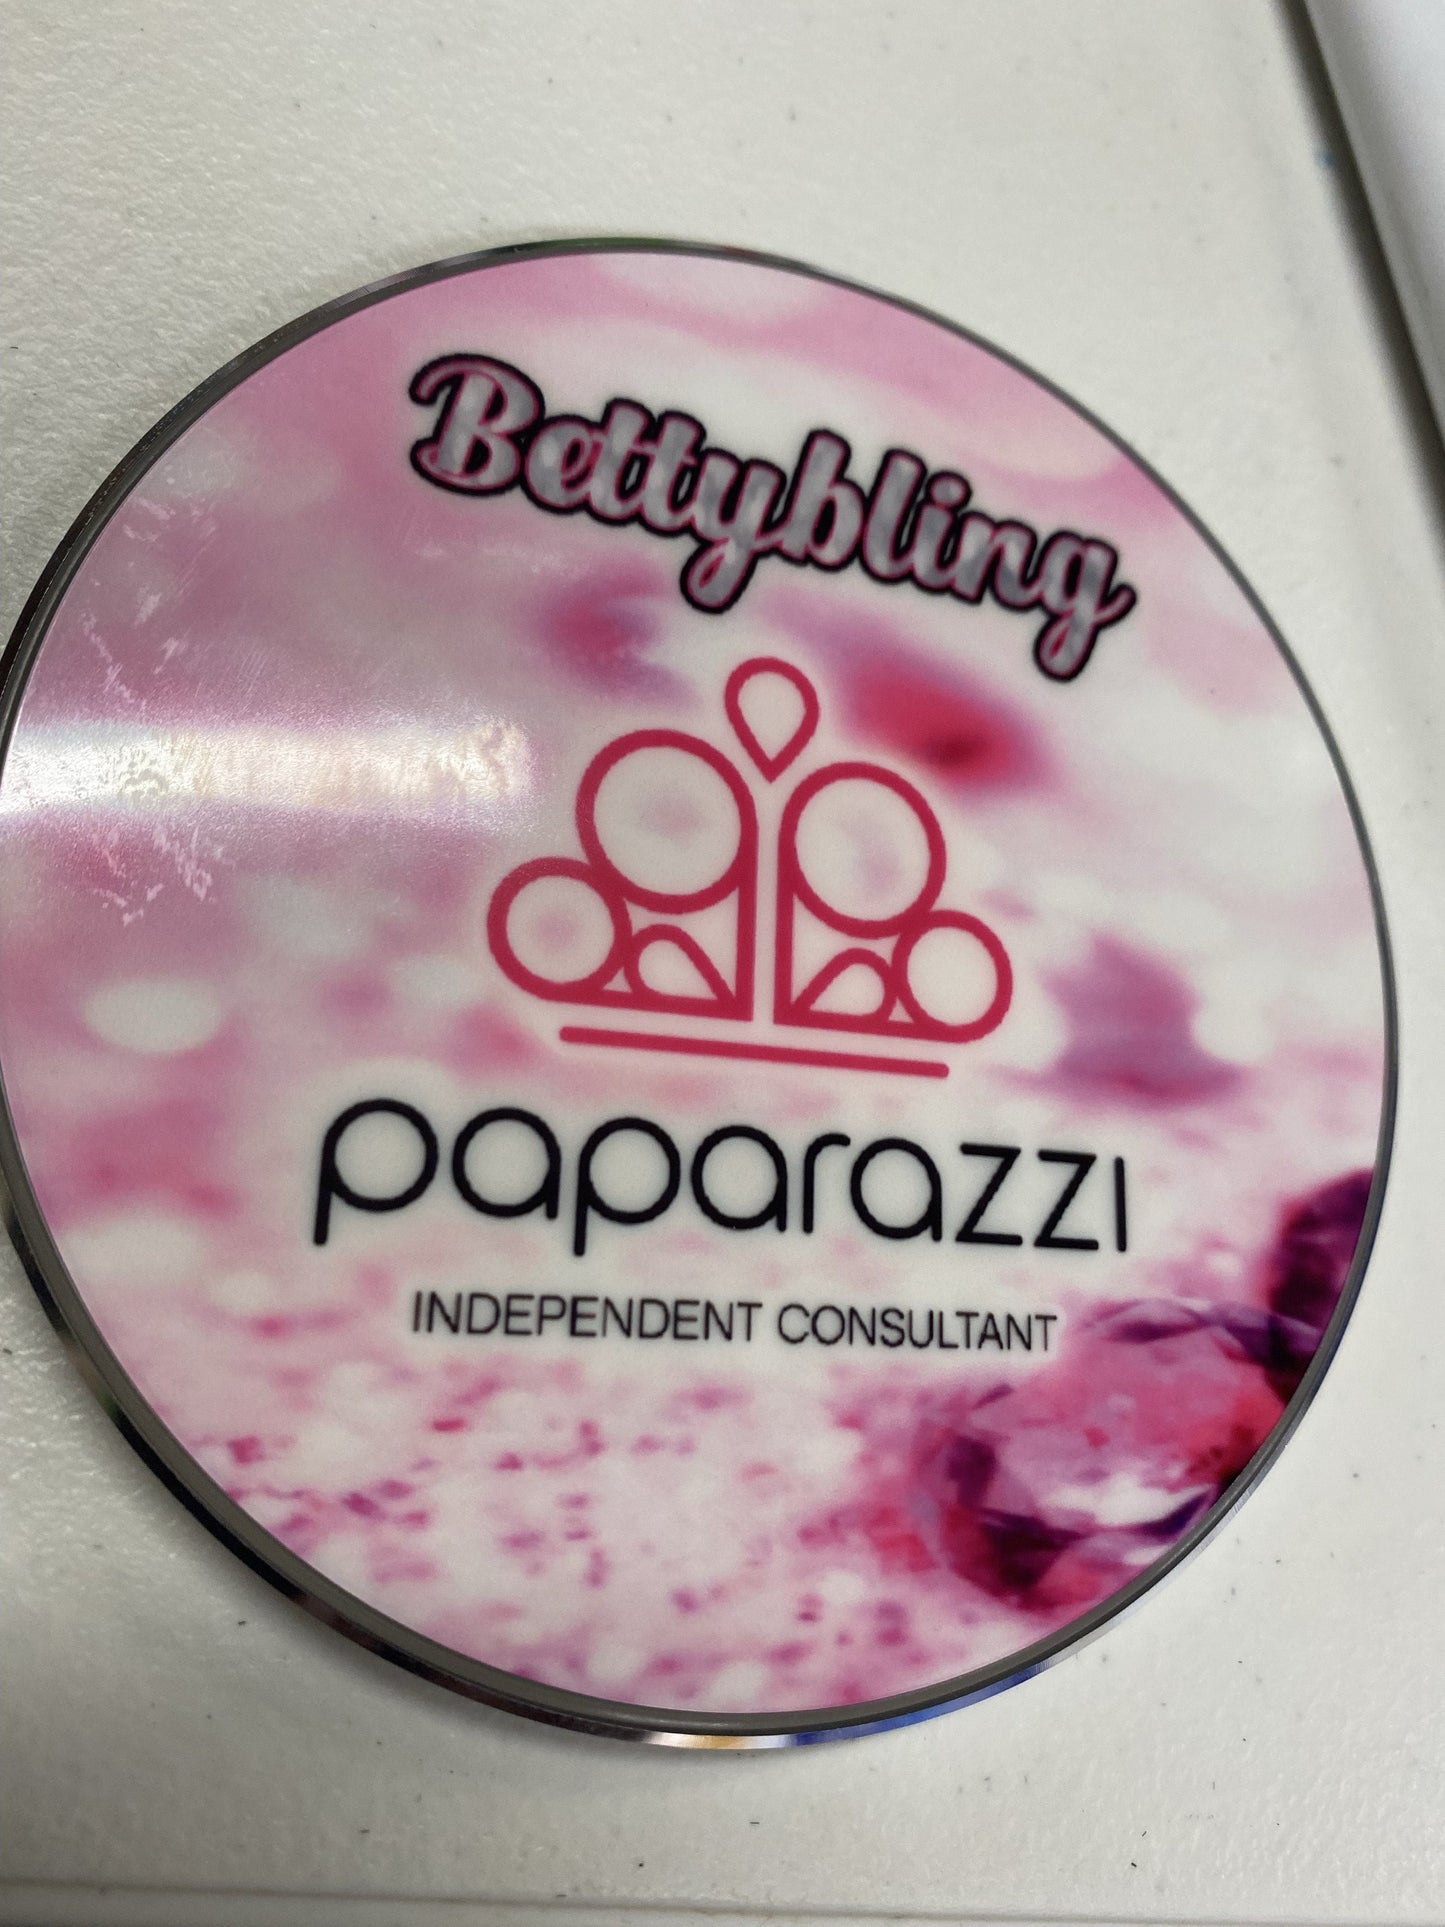 Bettybling
paparazzi
INDEPENDENT CONSULTANT